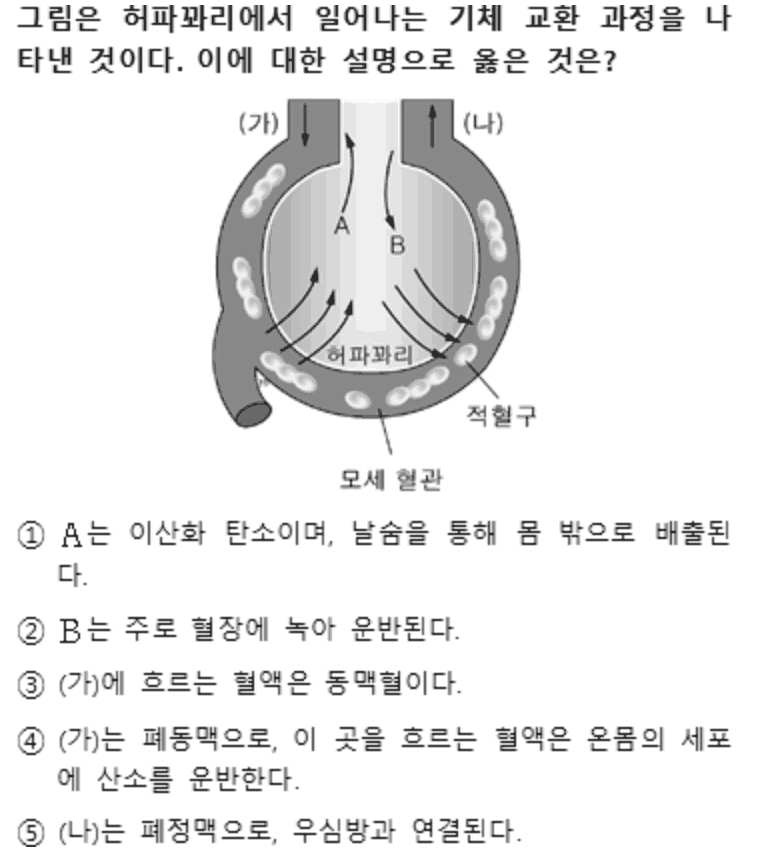 그림은 허파꽈리에서 일어나는 기체 교환 과정을 나
타낸 것이다. 이에 대한 설명으로 옳은 것은?
(가)
(나)
A
B
허파꽈리
적혈구
모세 혈관
① A는 이산화 탄소이며, 날숨을 통해 몸 밖으로 배출된
다.
② B는 주로 혈장에 녹아 운반된다.
③ (가)에 흐르는 혈액은 동맥혈이다.
④ (가)는 폐동맥으로, 이 곳을 흐르는 혈액은 온몸의 세포
에 산소를 운반한다.
⑤ (나)는 폐정맥으로, 우심방과 연결된다.